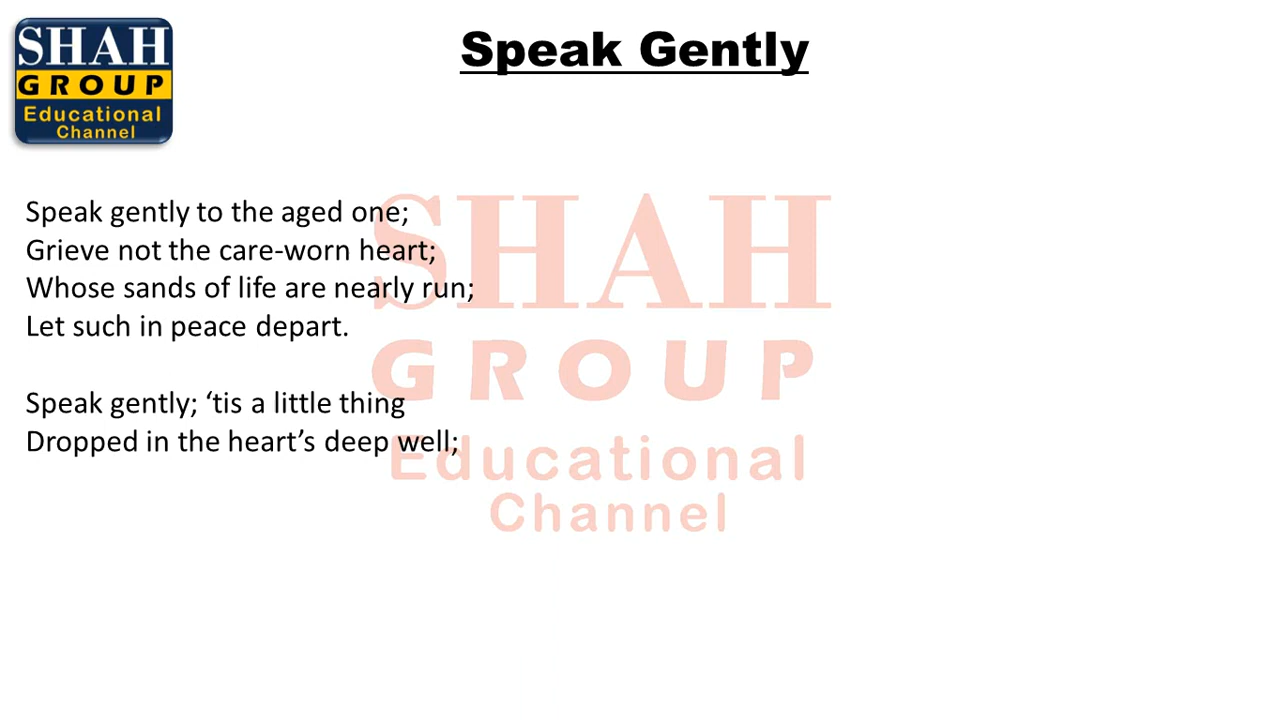 SHAH
GROUP
Educational
Channel
Speak Gently
Speak gently to the aged one;
Grieve not the care-worn heart;
Whose sands of life are nearly run;
Let such in peace depart.
Speak gently; ‘tis a little thing
Dropped in the heart’s deep well;
SHAH
GROUP
Educational
Channel